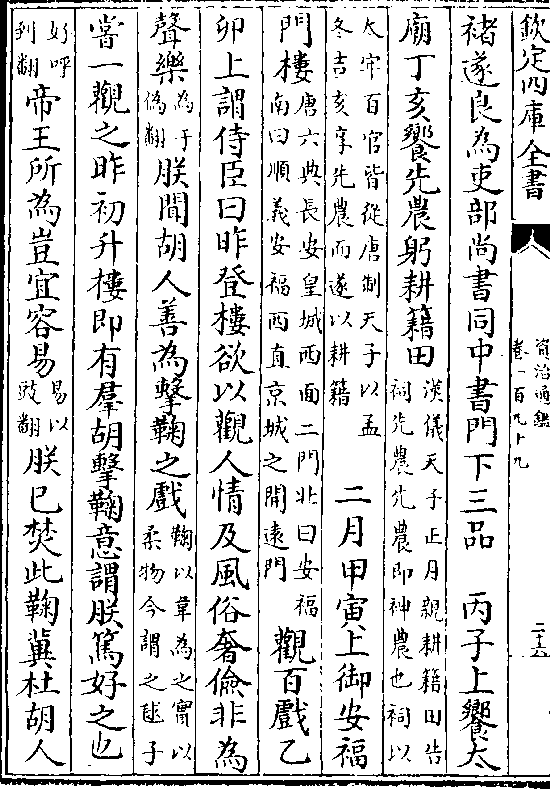 欽定四庫全書
資治通鑑
卷一百九十九
二十六
褚遂良為吏部尚書同中書門下三品　丙子上饗太
廟丁亥饗先農躬耕籍田漢儀天子正月親耕籍田告祠先農先農即神農也祠以
太牢百官皆從唐制天子以孟冬吉亥享先農而遂以耕籍　二月甲寅上御安福
門樓唐六典長安皇城西面二門北曰安福南曰順義安福西直京城之開遠門觀百戲乙
卯上謂侍臣曰昨登樓欲以觀人情及風俗奢儉非為
聲樂為于偽翻朕聞胡人善為擊鞠之戲鞠以韋為之實以柔物今謂之毬子
嘗一觀之昨初升樓即有羣胡擊鞠意謂朕篤好之也
好呼到翻帝王所為豈宜容易易以豉翻朕已焚此鞠冀杜胡人